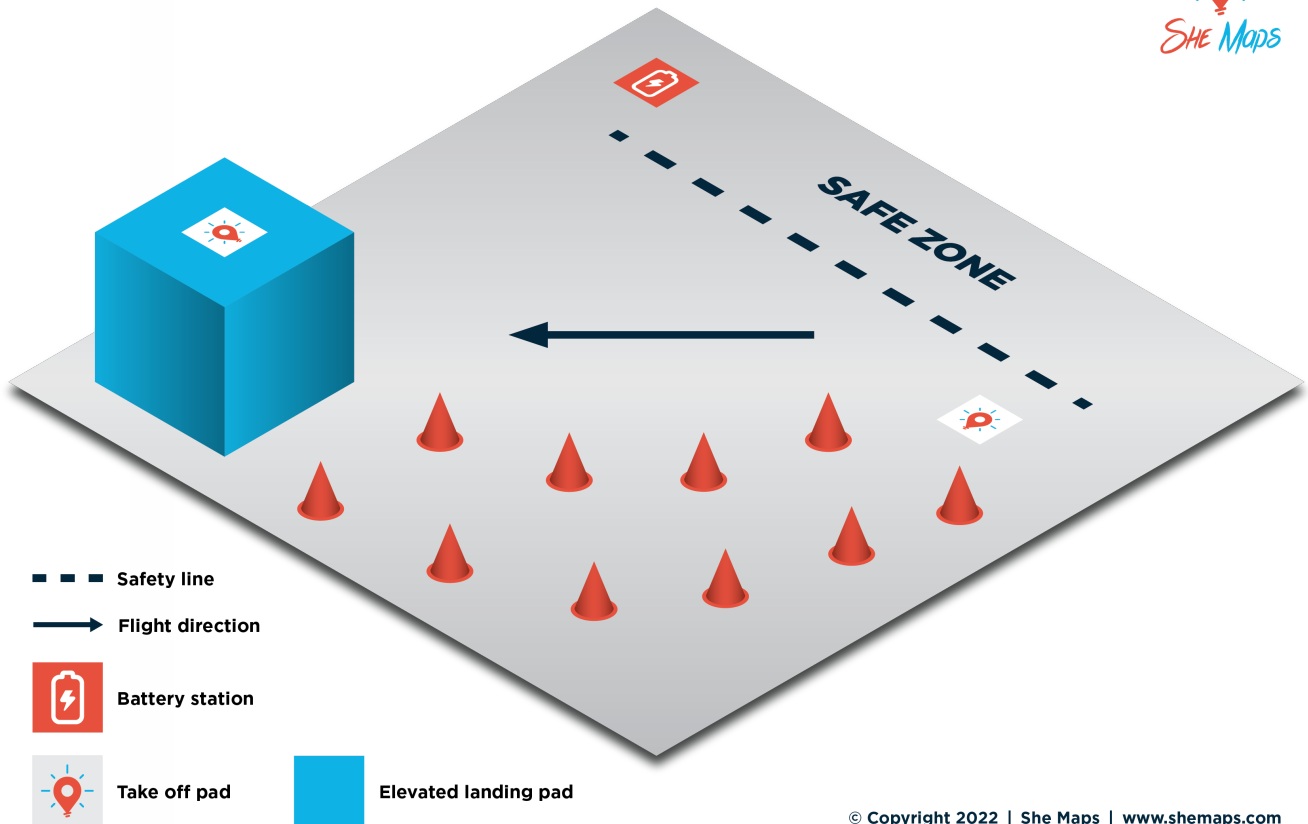 SHE MAPS
SAFE ZONE
Safety line
Flight direction
Battery station
Take off pad
Elevated landing pad
© Copyright 2022 | She Maps | www.shemaps.com